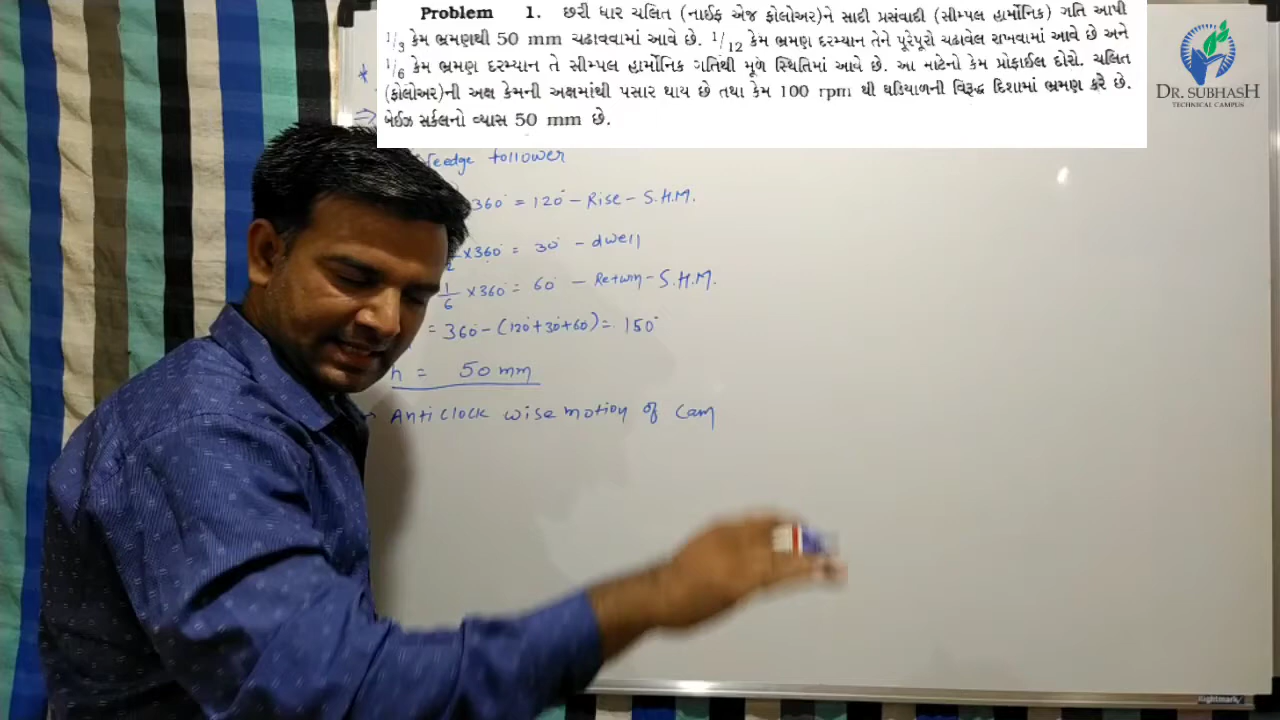 Problem 1. છરી ધાર ચલિત (નાઈફ એજ ફોલોઅર)ને સાદી પ્રસંવાદી (સીમ્પલ હાર્મોનિક) ગતિ આપી
1/3 કેમ ભ્રમણથી 50 mm ચઢાવવામાં આવે છે. 1/12 કેમ ભ્રમણ દરમ્યાન તેને પૂરેપૂરો ચઢાવેલ રાખવામાં આવે છે અને
1/6 કેમ ભ્રમણ દરમ્યાન તે સીમ્પલ હાર્મોનિક ગતિથી મૂળ સ્થિતિમાં આવે છે. આ માટેનો કેમ પ્રોફાઈલ દોરો. ચલિત
(ફોલોઅર)ની અક્ષ કેમની અક્ષમાંથી પસાર થાય છે તથા કેમ 100 rpm થી ઘડિયાળની વિરૂદ્ધ દિશામાં ભ્રમણ કરે છે.
બેઈઝ સર્કલનો વ્યાસ 50 mm છે.
DR. SUBHASH
TECHNICAL CAMPUS
follower
360° = 120° - Rise - S.H.M.
×360° = 30° - dwell
1/6 ×360° = 60° - Return - S.H.M.
= 360° - (120°+30°+60°) = 150°
h = 50 mm
Anticlock wise motion of cam
Rightmark